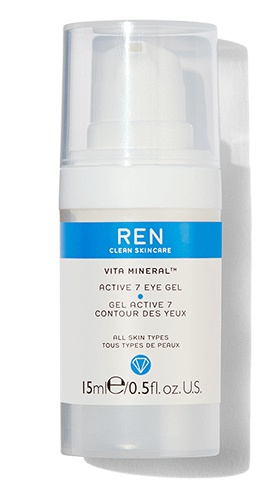 REN
CLEAN SKINCARE
VITA MINERAL™
ACTIVE 7 EYE GEL
GEL ACTIVE 7
CONTOUR DES YEUX
ALL SKIN TYPES
TOUS TYPES DE PEAUX
15ml℮/0.5fl.oz.U.S.